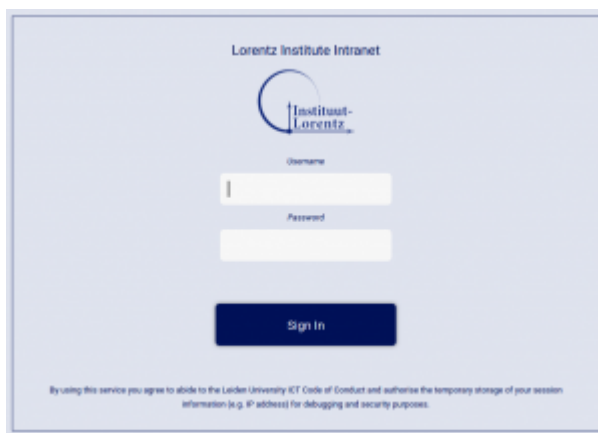 Lorentz Institute Intranet
Instituut-
Lorentz
Username
Password
Sign In
By using this service you agree to abide to the Leiden University ICT Code of Conduct and authorise the temporary storage of your session
information (e.g. IP address) for debugging and security purposes.